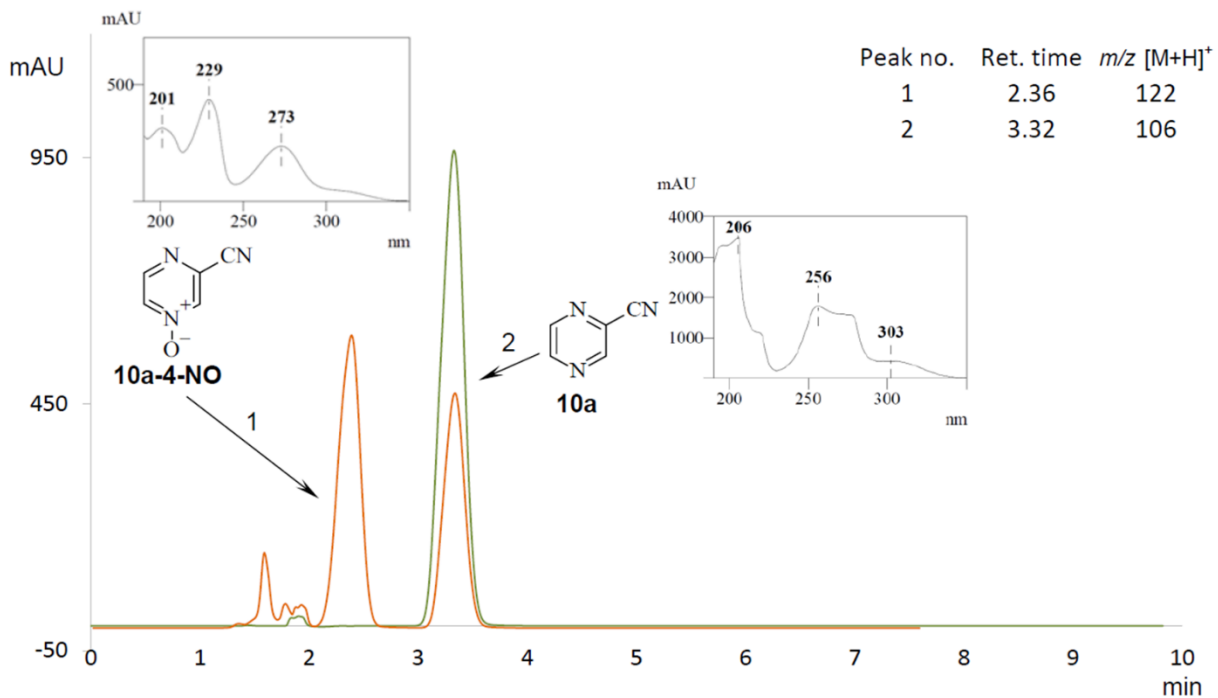 mAU
mAU
500
201
229
273
200
250
300
nm
Peak no. Ret. time m/z [M+H]+
1 2.36 122
2 3.32 106
950
N
CN
N+
O−
10a-4-NO
1
2
N
CN
N
10a
mAU
4000
3000
2000
1000
206
256
303
200
250
300
nm
450
-50
0 1 2 3 4 5 6 7 8 9 10
min